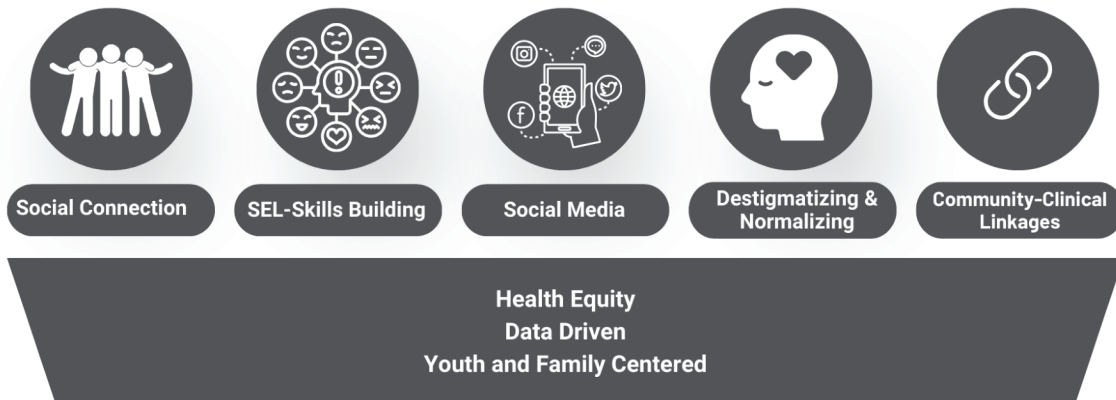 Social Connection
SEL-Skills Building
Social Media
Destigmatizing &
Normalizing
Community-Clinical
Linkages
Health Equity
Data Driven
Youth and Family Centered